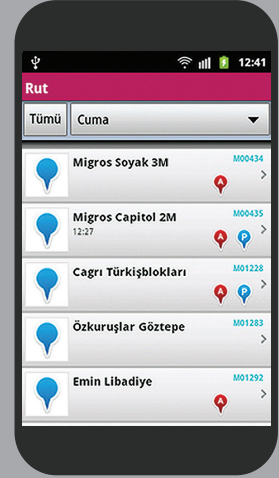 12:41
Rut
Tümü Cuma
Migros Soyak 3M M00434
A
Migros Capitol 2M M00435
12:27
A P
Cagrı Türkişblokları M01228
A P
Özkuruşlar Göztepe M01283
Emin Libadiye M01292
A